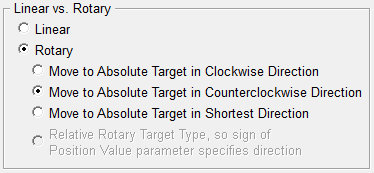 Linear vs. Rotary
Linear
Rotary
Move to Absolute Target in Clockwise Direction
Move to Absolute Target in Counterclockwise Direction
Move to Absolute Target in Shortest Direction
Relative Rotary Target Type, so sign of
Position Value parameter specifies direction